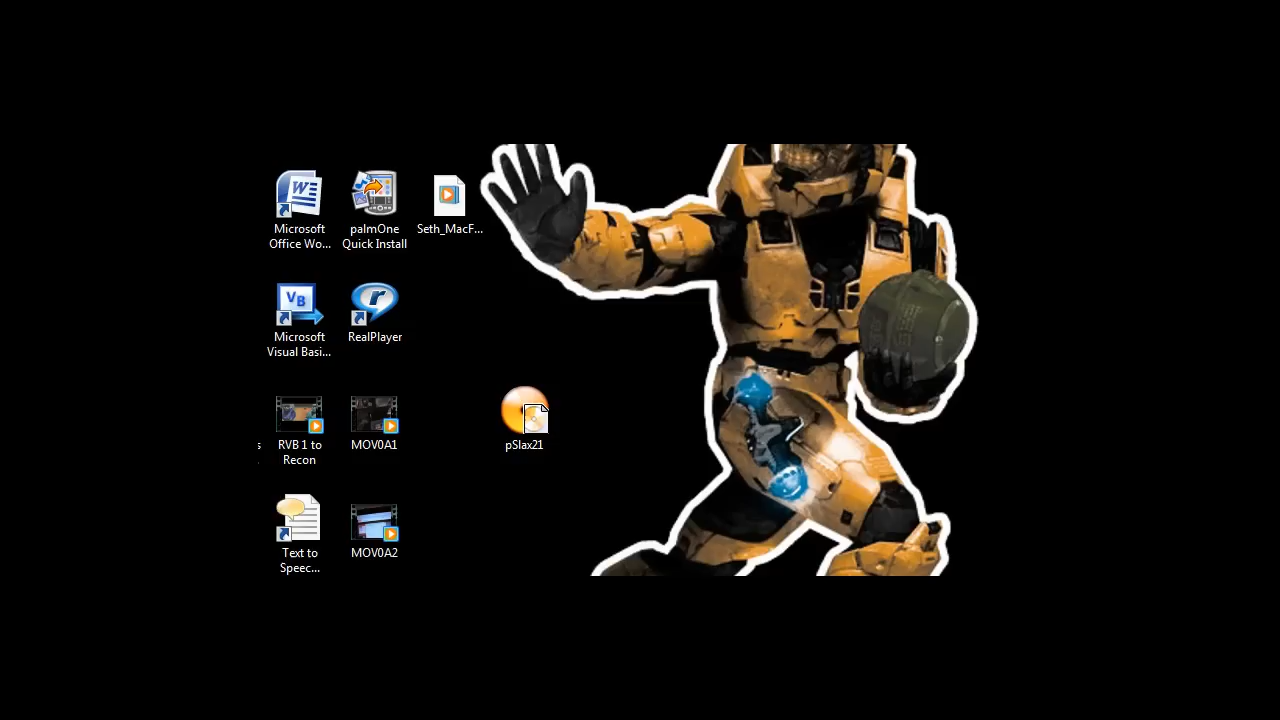 Microsoft
Office Wo...
palmOne
Quick Install
Seth_MacF...
Microsoft
Visual Basi...
RealPlayer
s
RVB 1 to
Recon
MOV0A1
pSlax21
Text to
Speec...
MOV0A2